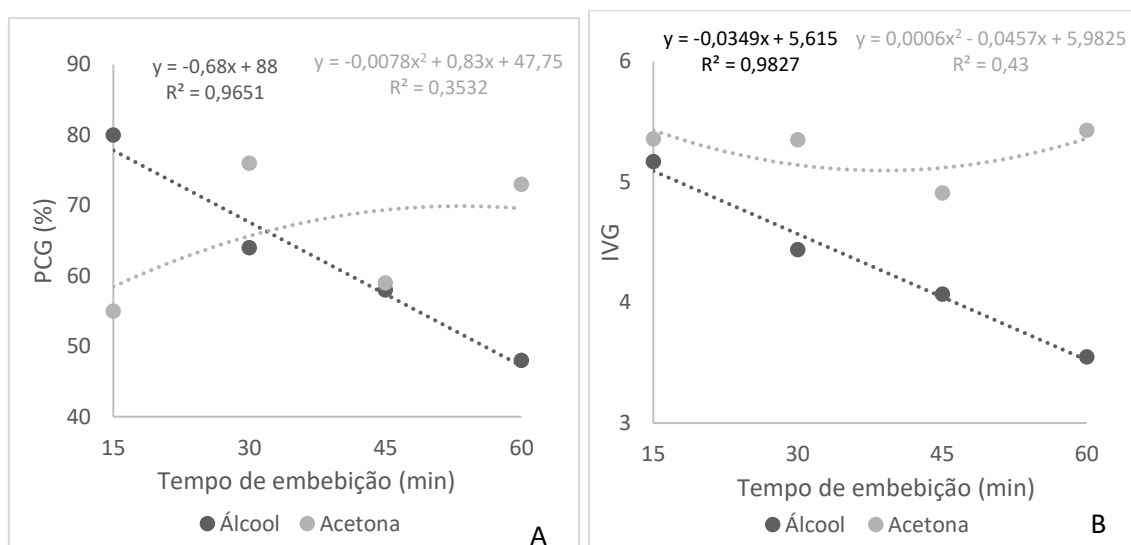 y = -0,68x + 88
R² = 0,9651
y = -0,0078x² + 0,83x + 47,75
R² = 0,3532
90
80
70
60
50
40
PCG (%)
15 30 45 60
Tempo de embebição (min)
Álcool Acetona
A
y = -0,0349x + 5,615
R² = 0,9827
y = 0,0006x² - 0,0457x + 5,9825
R² = 0,43
6
5
4
3
IVG
15 30 45 60
Tempo de embebição (min)
Álcool Acetona
B